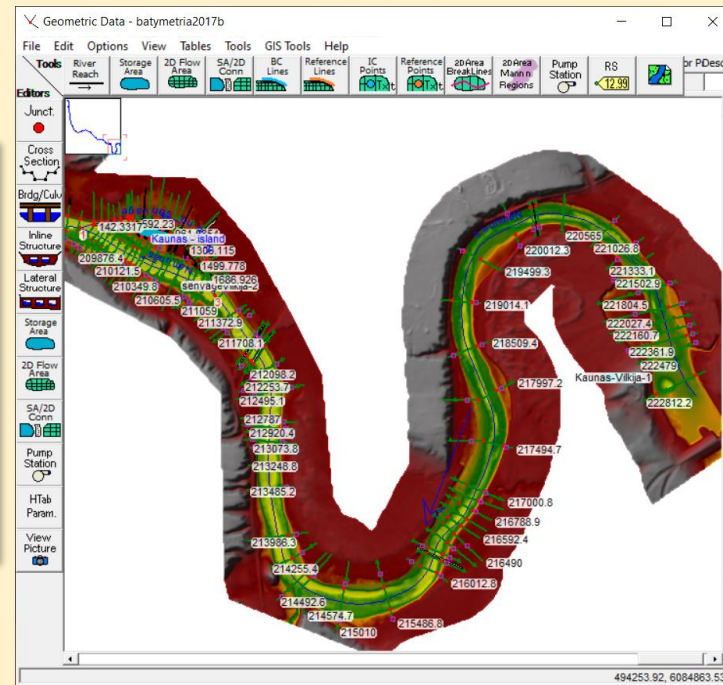 Geometric Data - batymetria2017b
File Edit Options View Tables Tools GIS Tools Help
Tools
Editors
River Reach
Storage Area
2D Flow Area
SA/2D Conn
BC Lines
Reference Lines
IC Points
Reference Points
2D Area BreakLines
2D Area Mann n Regions
Pump Station
RS
12.99
or PDesc
Junct.
Cross Section
Brdg/Culv
Inline Structure
Lateral Structure
Storage Area
2D Flow Area
SA/2D Conn
Pump Station
HTab Param.
View Picture
142.3317
592.23
Kaunas - island
1306.115
209876.4
1499.778
210121.5
1686.926
210349.8
210605.5
211059
211372.9
211708.1
212098.2
212253.7
212495.1
212787
212920.4
213073.8
213248.8
213485.2
213986.3
214255.4
214492.6
214574.7
215010
215486.8
216012.8
216490
216592.4
216788.9
217000.8
217494.7
217997.2
218509.4
219014.1
219499.3
220012.3
220565
221026.8
221333.1
221502.9
221804.5
222027.4
222160.7
222361.9
222479
Kaunas-Vilkija-1
222812.2